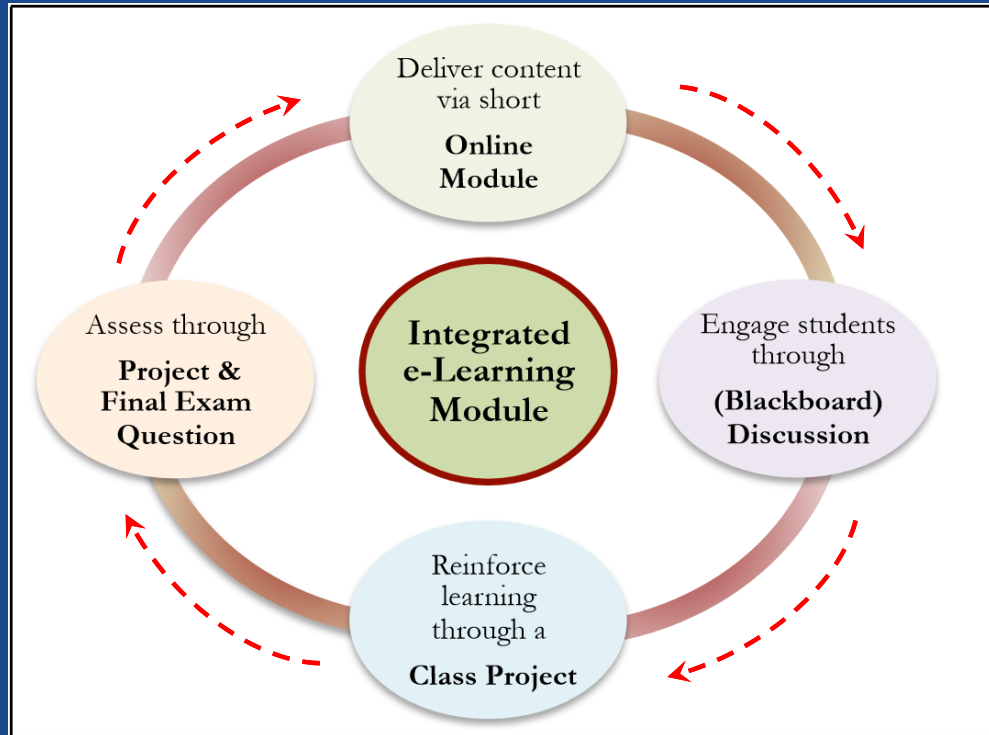 Deliver content
via short
Online
Module
Engage students
through
(Blackboard)
Discussion
Reinforce
learning
through a
Class Project
Assess through
Project &
Final Exam
Question
Integrated
e-Learning
Module